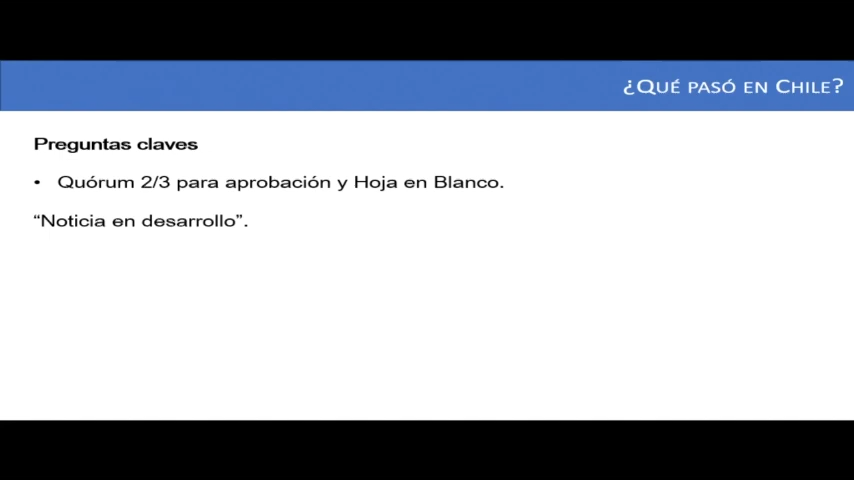 ¿Qué pasó en Chile?
Preguntas claves
• Quórum 2/3 para aprobación y Hoja en Blanco.
“Noticia en desarrollo”.